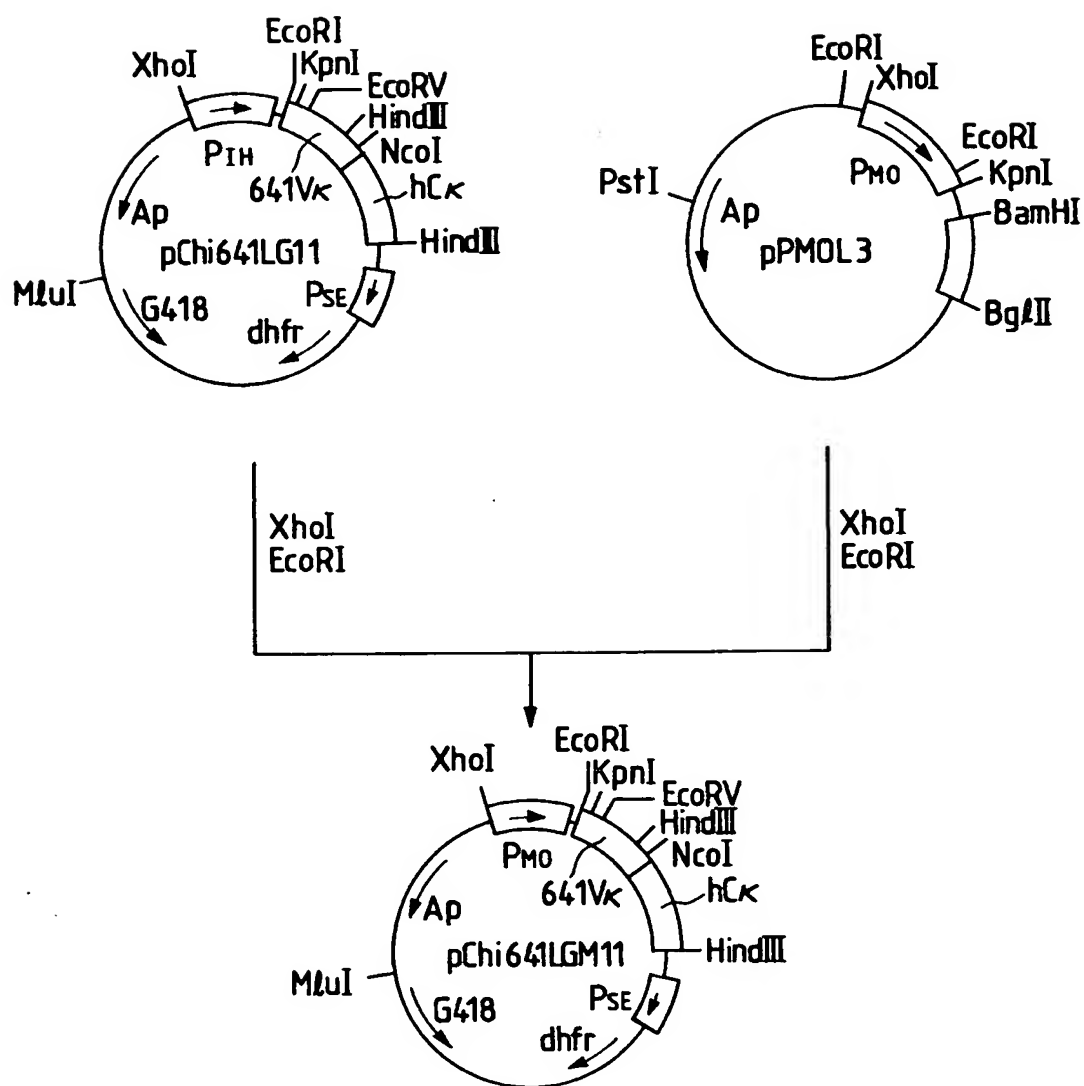 EcoRI
KpnI
XhoI
EcoRV
HindIII
NcoI
PIH
641Vκ
hCκ
Ap
pChi641LG11
HindIII
MluI
G418
PSE
dhfr
EcoRI
XhoI
EcoRI
KpnI
PMO
PstI
Ap
BamHI
pPMOL3
BglII
XhoI
EcoRI
XhoI
EcoRI
EcoRI
XhoI
KpnI
EcoRV
HindIII
NcoI
PMO
641Vκ
hCκ
Ap
pChi641LGM11
HindIII
MluI
G418
PSE
dhfr